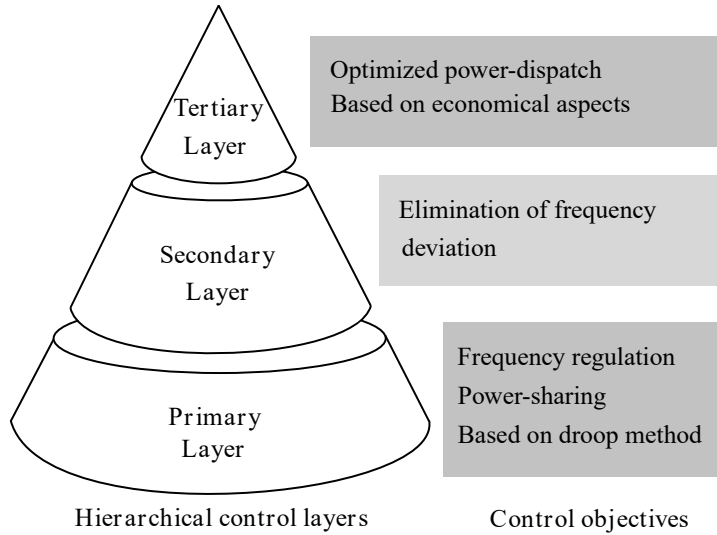 Tertiary
Layer
Optimized power-dispatch
Based on economical aspects
Secondary
Layer
Elimination of frequency
deviation
Primary
Layer
Frequency regulation
Power-sharing
Based on droop method
Hierarchical control layers
Control objectives